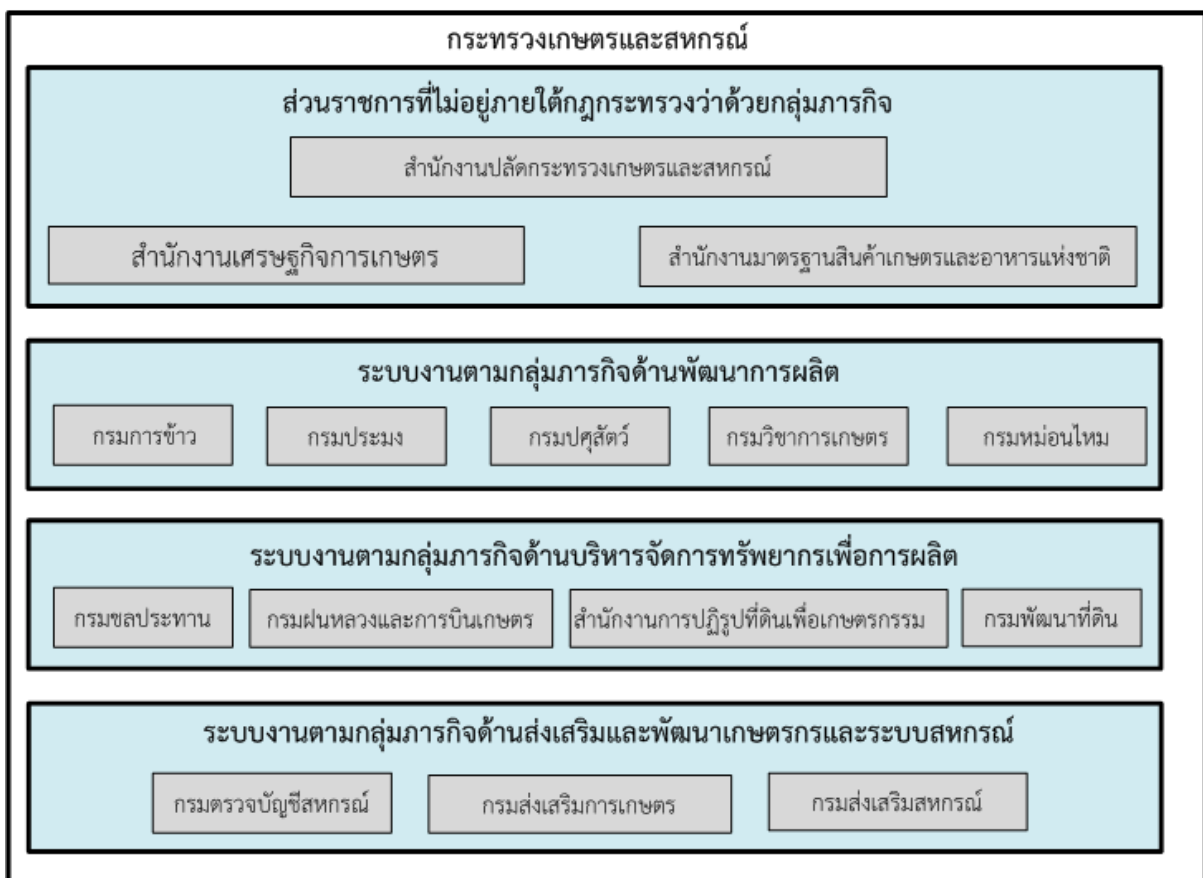 กระทรวงเกษตรและสหกรณ์
ส่วนราชการที่ไม่อยู่ภายใต้กฎกระทรวงว่าด้วยกลุ่มภารกิจ
สำนักงานปลัดกระทรวงเกษตรและสหกรณ์
สำนักงานเศรษฐกิจการเกษตร
สำนักงานมาตรฐานสินค้าเกษตรและอาหารแห่งชาติ
ระบบงานตามกลุ่มภารกิจด้านพัฒนาการผลิต
กรมการข้าว
กรมประมง
กรมปศุสัตว์
กรมวิชาการเกษตร
กรมหม่อนไหม
ระบบงานตามกลุ่มภารกิจด้านบริหารจัดการทรัพยากรเพื่อการผลิต
กรมชลประทาน
กรมฝนหลวงและการบินเกษตร
สำนักงานการปฏิรูปที่ดินเพื่อเกษตรกรรม
กรมพัฒนาที่ดิน
ระบบงานตามกลุ่มภารกิจด้านส่งเสริมและพัฒนาเกษตรกรและระบบสหกรณ์
กรมตรวจบัญชีสหกรณ์
กรมส่งเสริมการเกษตร
กรมส่งเสริมสหกรณ์